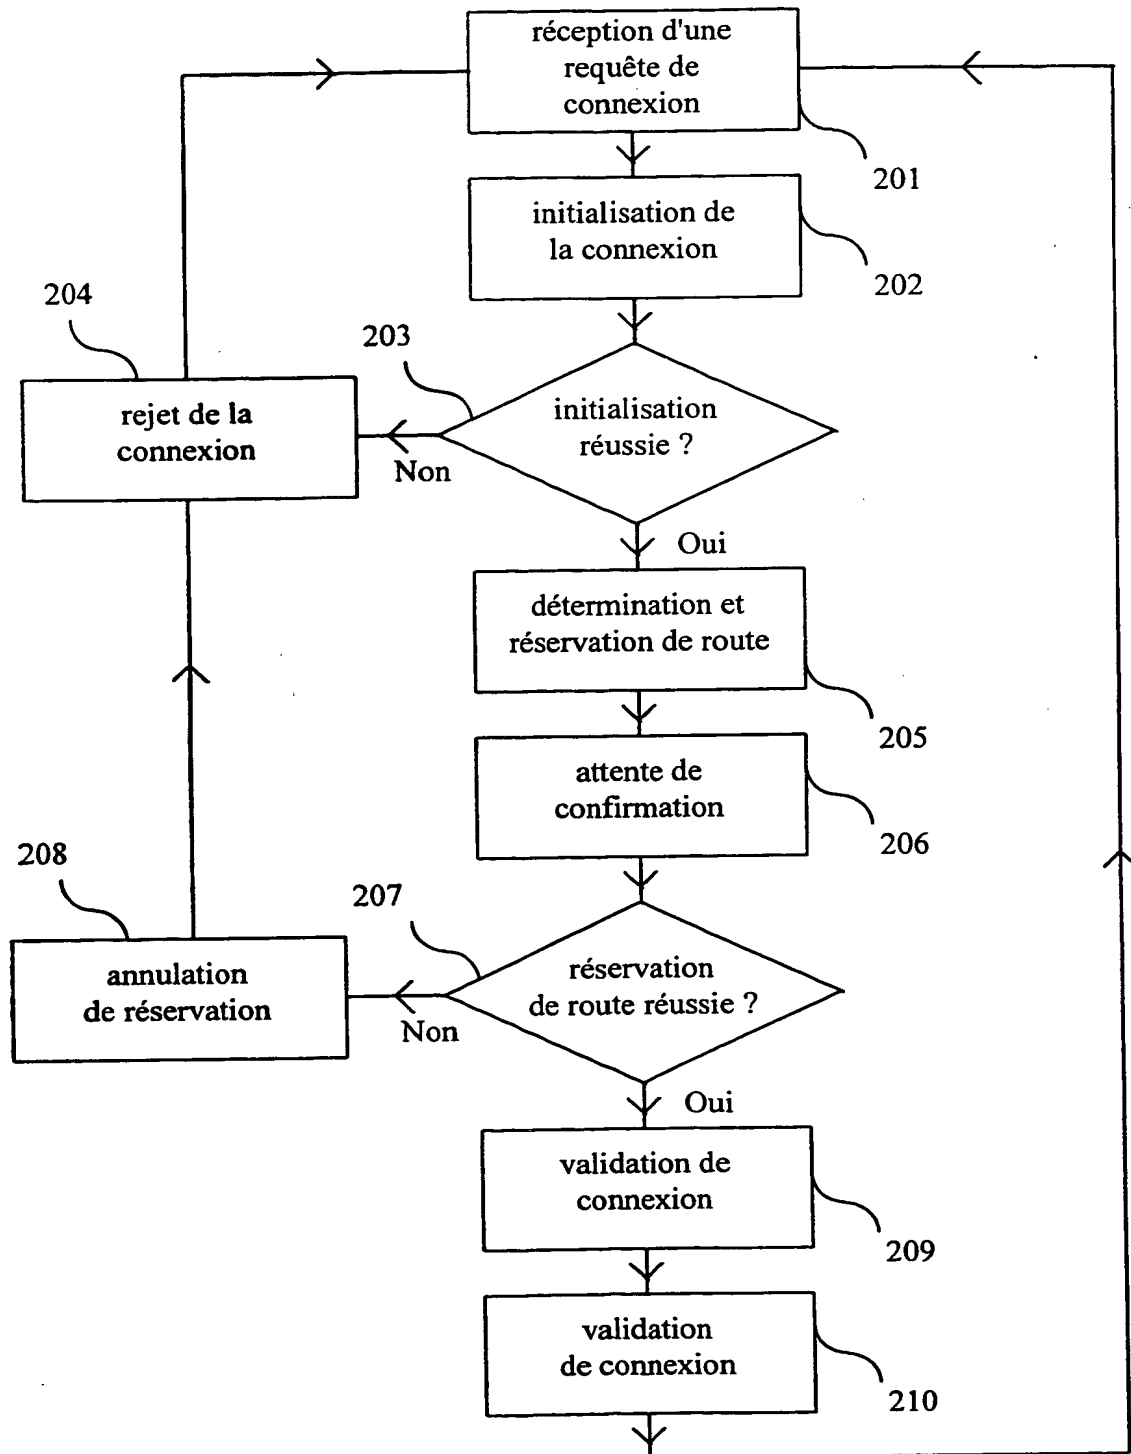 réception d'une
requête de
connexion
201
initialisation de
la connexion
202
204
203
rejet de la
connexion
initialisation
réussie ?
Non
Oui
détermination et
réservation de route
205
attente de
confirmation
206
208
207
annulation
de réservation
réservation
de route réussie ?
Non
Oui
validation de
connexion
209
validation
de connexion
210